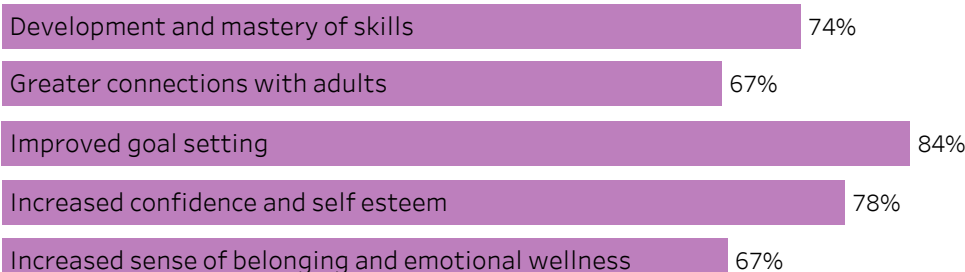 Development and mastery of skills 74%
Greater connections with adults 67%
Improved goal setting 84%
Increased confidence and self esteem 78%
Increased sense of belonging and emotional wellness 67%